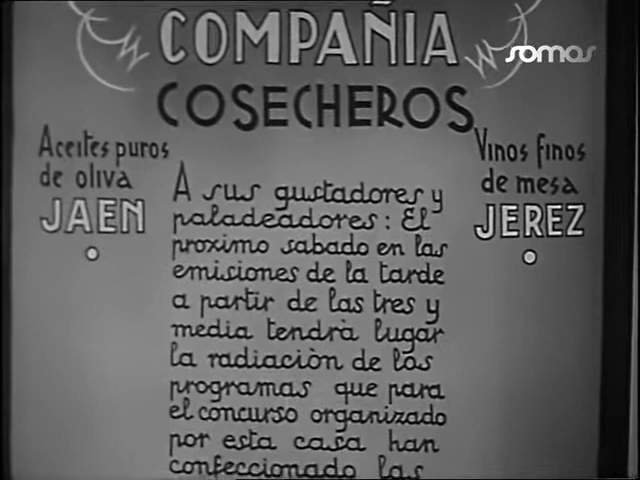 somos
COMPAÑIA
COSECHEROS
Aceites puros
de oliva
JAEN
Vinos finos
de mesa
JEREZ
A sus gustadores y
paladeadores: El
proximo sabado en las
emisiones de la tarde
a partir de las tres y
media tendrà lugar
la radiaciòn de los
programas que para
el concurso organizado
por esta casa han
confeccionado las